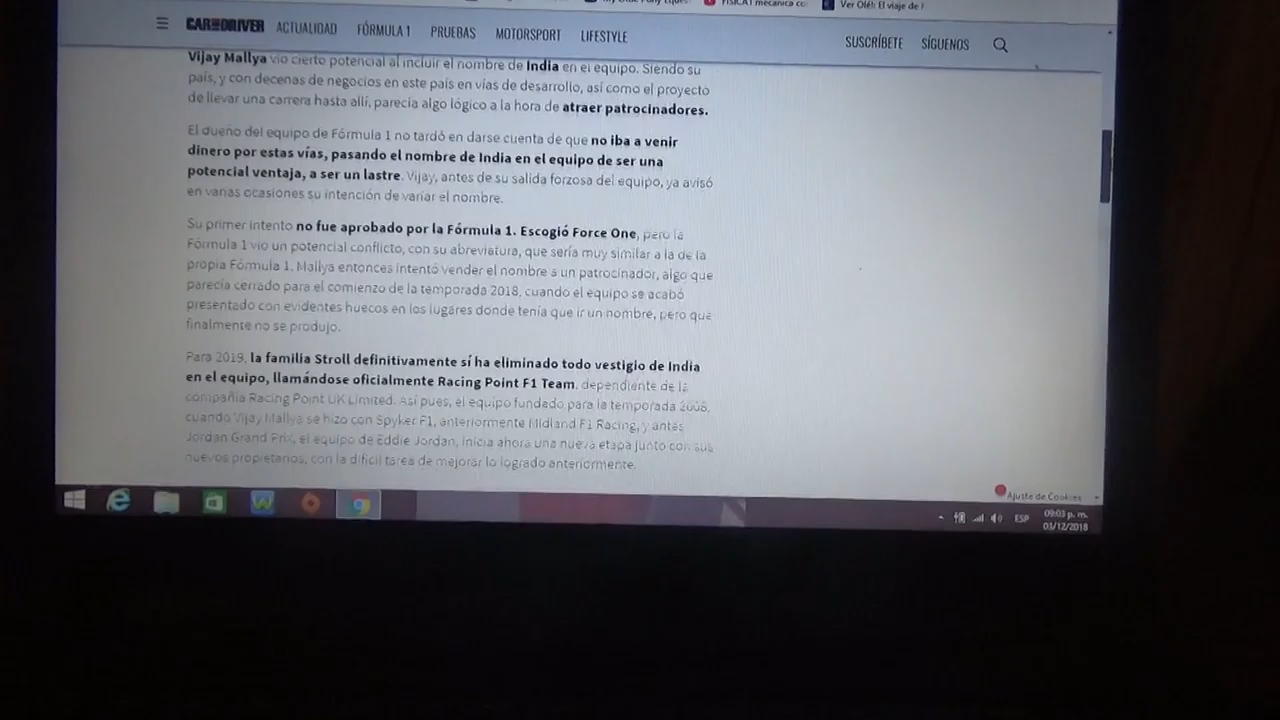 Ver Olé!: El viaje de
CAR AND DRIVER ACTUALIDAD FÓRMULA 1 PRUEBAS MOTORSPORT LIFESTYLE SUSCRÍBETE SÍGUENOS
Vijay Mallya vio cierto potencial al incluir el nombre de India en el equipo. Siendo su
país, y con decenas de negocios en este país en vías de desarrollo, así como el proyecto
de llevar una carrera hasta allí, parecía algo lógico a la hora de atraer patrocinadores.
El dueño del equipo de Fórmula 1 no tardó en darse cuenta de que no iba a venir
dinero por estas vías, pasando el nombre de India en el equipo de ser una
potencial ventaja, a ser un lastre. Vijay, antes de su salida forzosa del equipo, ya avisó
en varias ocasiones su intención de variar el nombre.
Su primer intento no fue aprobado por la Fórmula 1. Escogió Force One, pero la
Fórmula 1 vio un potencial conflicto, con su abreviatura, que sería muy similar a la de la
propia Fórmula 1. Mallya entonces intentó vender el nombre a un patrocinador, algo que
parecía cerrado para el comienzo de la temporada 2018, cuando el equipo se acabó
presentado con evidentes huecos en los lugares donde tenía que ir un nombre, pero que
finalmente no se produjo.
Para 2019, la familia Stroll definitivamente sí ha eliminado todo vestigio de India
en el equipo, llamándose oficialmente Racing Point F1 Team, dependiente de la
compañía Racing Point UK Limited. Así pues, el equipo fundado para la temporada 2008,
cuando Vijay Mallya se hizo con Spyker F1, anteriormente Midland F1 Racing, y antes
Jordan Grand Prix, el equipo de Eddie Jordan, inicia ahora una nueva etapa junto con sus
nuevos propietarios, con la difícil tarea de mejorar lo logrado anteriormente.
Ajuste de Cookies
ESP
09:03 p. m.
03/12/2018